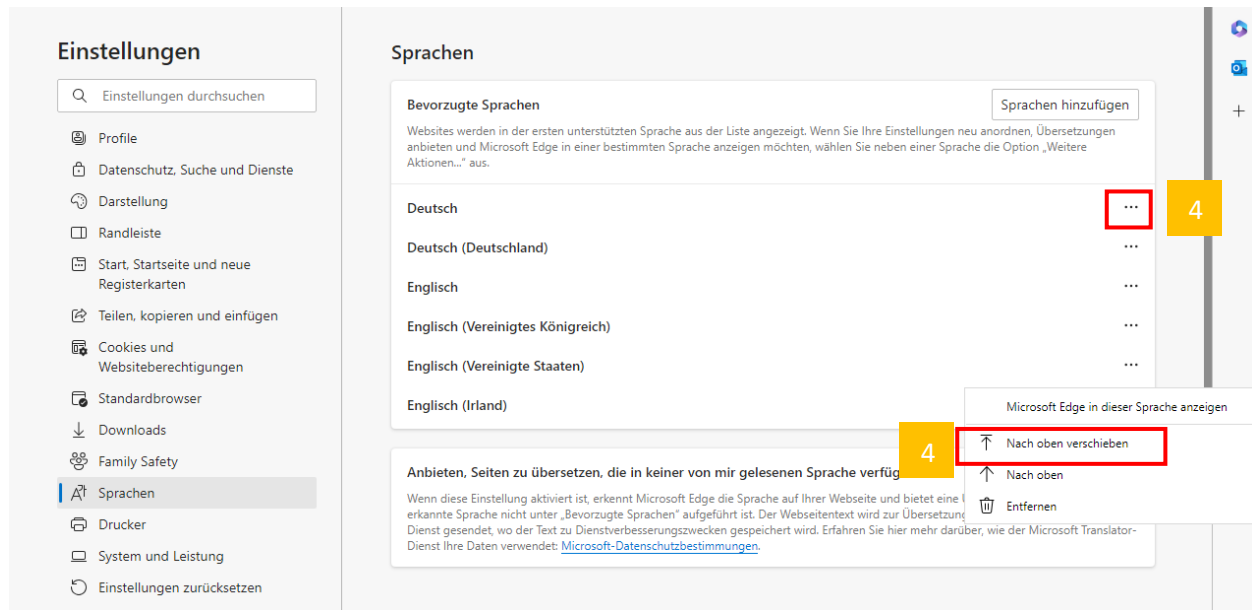 Einstellungen
Einstellungen durchsuchen
Profile
Datenschutz, Suche und Dienste
Darstellung
Randleiste
Start, Startseite und neue
Registerkarten
Teilen, kopieren und einfügen
Cookies und
Websiteberechtigungen
Standardbrowser
Downloads
Family Safety
Sprachen
Drucker
System und Leistung
Einstellungen zurücksetzen
Sprachen
Bevorzugte Sprachen
Sprachen hinzufügen
Websites werden in der ersten unterstützten Sprache aus der Liste angezeigt. Wenn Sie Ihre Einstellungen neu anordnen, Übersetzungen
anbieten und Microsoft Edge in einer bestimmten Sprache anzeigen möchten, wählen Sie neben einer Sprache die Option „Weitere
Aktionen...“ aus.
Deutsch
4
Deutsch (Deutschland)
Englisch
Englisch (Vereinigtes Königreich)
Englisch (Vereinigte Staaten)
Englisch (Irland)
Microsoft Edge in dieser Sprache anzeigen
4
Nach oben verschieben
Nach oben
Entfernen
Anbieten, Seiten zu übersetzen, die in keiner von mir gelesenen Sprache
Wenn diese Einstellung aktiviert ist, erkennt Microsoft Edge die Sprache auf Ihrer Webseite und bietet eine
erkannte Sprache nicht unter „Bevorzugte Sprachen“ aufgeführt ist. Der Webseitentext wird zur
Dienst gesendet, wo der Text zu Dienstverbesserungszwecken gespeichert wird. Erfahren Sie hier mehr darüber, wie der Microsoft Translator-
Dienst Ihre Daten verwendet: Microsoft-Datenschutzbestimmungen.